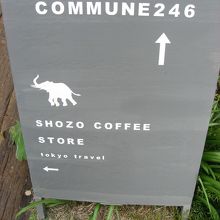 COMMUNE246
SHOZO COFFEE
STORE
tokyo travel